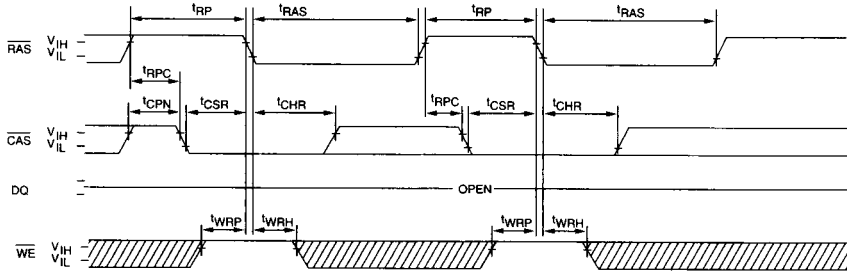 tRP tRAS tRP tRAS
RAS VIH
VIL
tRPC
tCPN tCSR tCHR tRPC tCSR tCHR
CAS VIH
VIL
DQ OPEN
tWRP tWRH tWRP tWRH
WE VIH
VIL